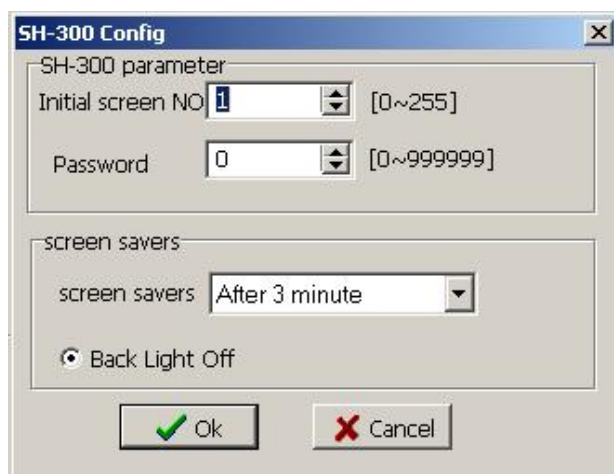 SH-300 Config
SH-300 parameter
Initial screen NO 1 [0~255]
Password 0 [0~999999]
screen savers
screen savers After 3 minute
Back Light Off
Ok Cancel